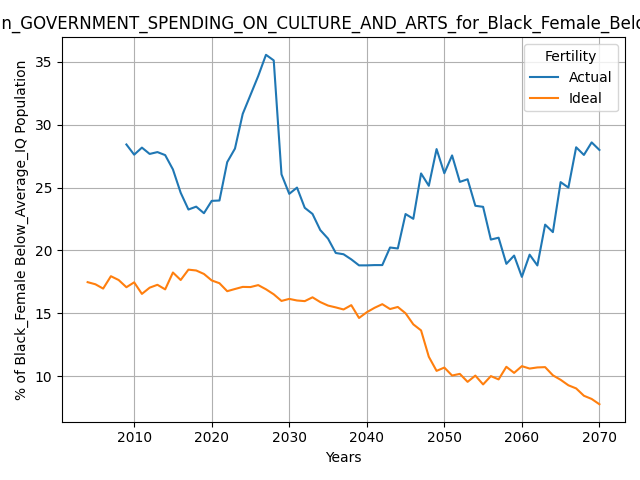 n_GOVERNMENT_SPENDING_ON_CULTURE_AND_ARTS_for_Black_Female_Belo
Fertility
Actual
Ideal
% of Black_Female Below_Average_IQ Population
35
30
25
20
15
10
2010
2020
2030
2040
2050
2060
2070
Years